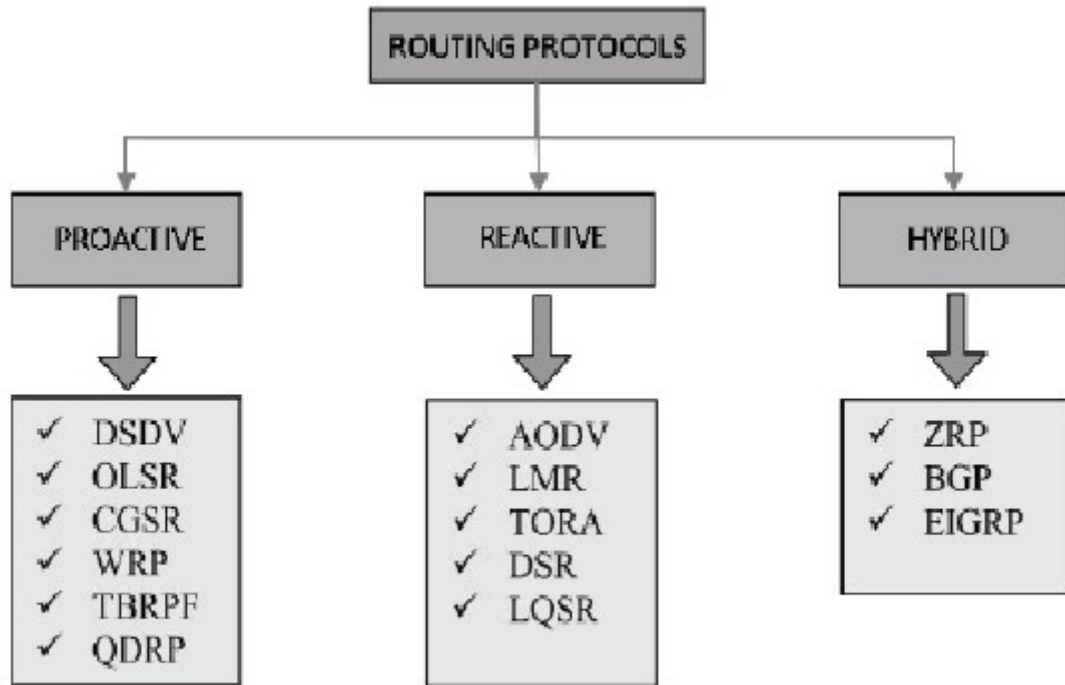 ROUTING PROTOCOLS
PROACTIVE
REACTIVE
HYBRID
✓ DSDV
✓ OLSR
✓ CGSR
✓ WRP
✓ TBRPF
✓ QDRP
✓ AODV
✓ LMR
✓ TORA
✓ DSR
✓ LQSR
✓ ZRP
✓ BGP
✓ EIGRP